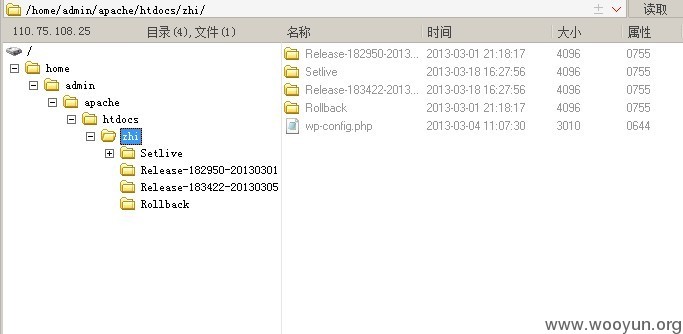 /home/admin/apache/htdocs/zhi/ 读取
110.75.108.25 目录(4),文件(1) 名称 时间 大小 属性
/
home
admin
apache
htdocs
zhi
Setlive
Release-182950-20130301
Release-183422-20130305
Rollback
Release-182950-2013... 2013-03-01 21:18:17 4096 0755
Setlive 2013-03-18 16:27:56 4096 0755
Release-183422-2013... 2013-03-18 16:27:56 4096 0755
Rollback 2013-03-01 21:18:17 4096 0755
wp-config.php 2013-03-04 11:07:30 3010 0644
www.wooyun.org